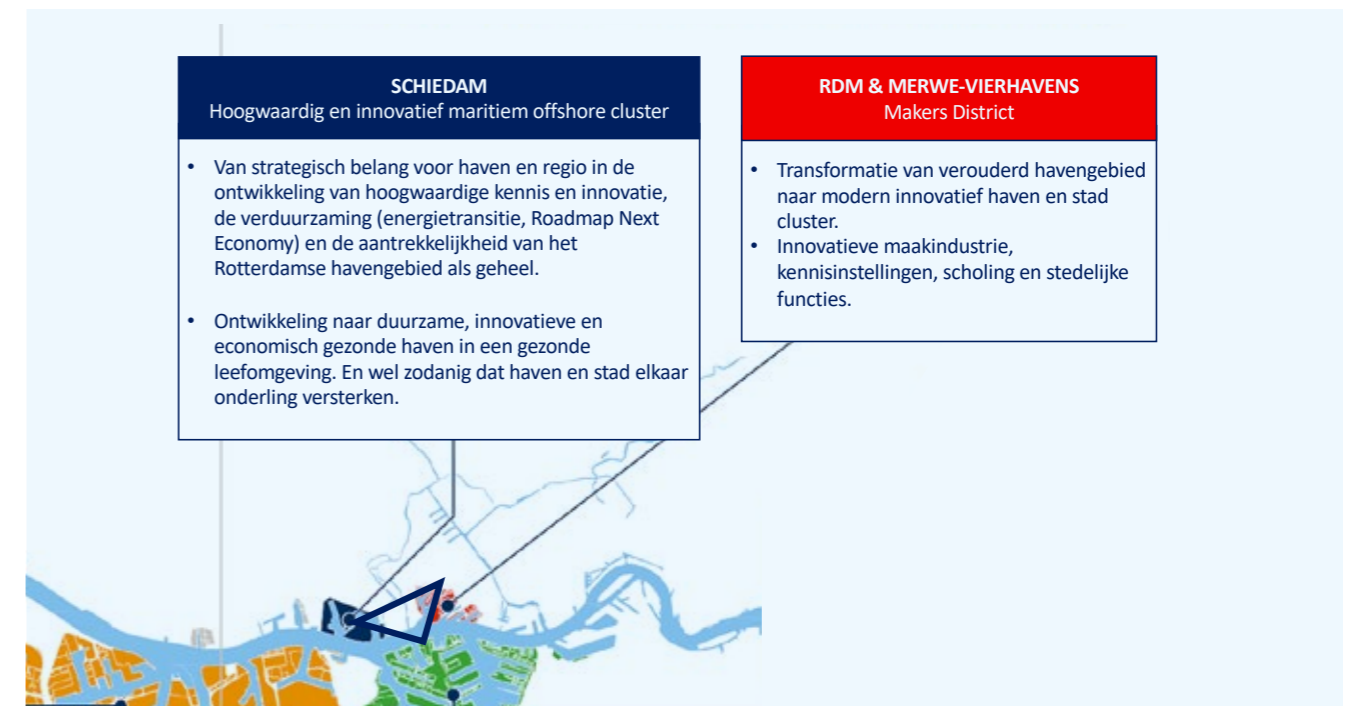 SCHIEDAM
Hoogwaardig en innovatief maritiem offshore cluster
• Van strategisch belang voor haven en regio in de
ontwikkeling van hoogwaardige kennis en innovatie,
de verduurzaming (energietransitie, Roadmap Next
Economy) en de aantrekkelijkheid van het
Rotterdamse havengebied als geheel.
• Ontwikkeling naar duurzame, innovatieve en
economisch gezonde haven in een gezonde
leefomgeving. En wel zodanig dat haven en stad elkaar
onderling versterken.
RDM & MERWE-VIERHAVENS
Makers District
• Transformatie van verouderd havengebied
naar modern innovatief haven en stad
cluster.
• Innovatieve maakindustrie,
kennisinstellingen, scholing en stedelijke
functies.